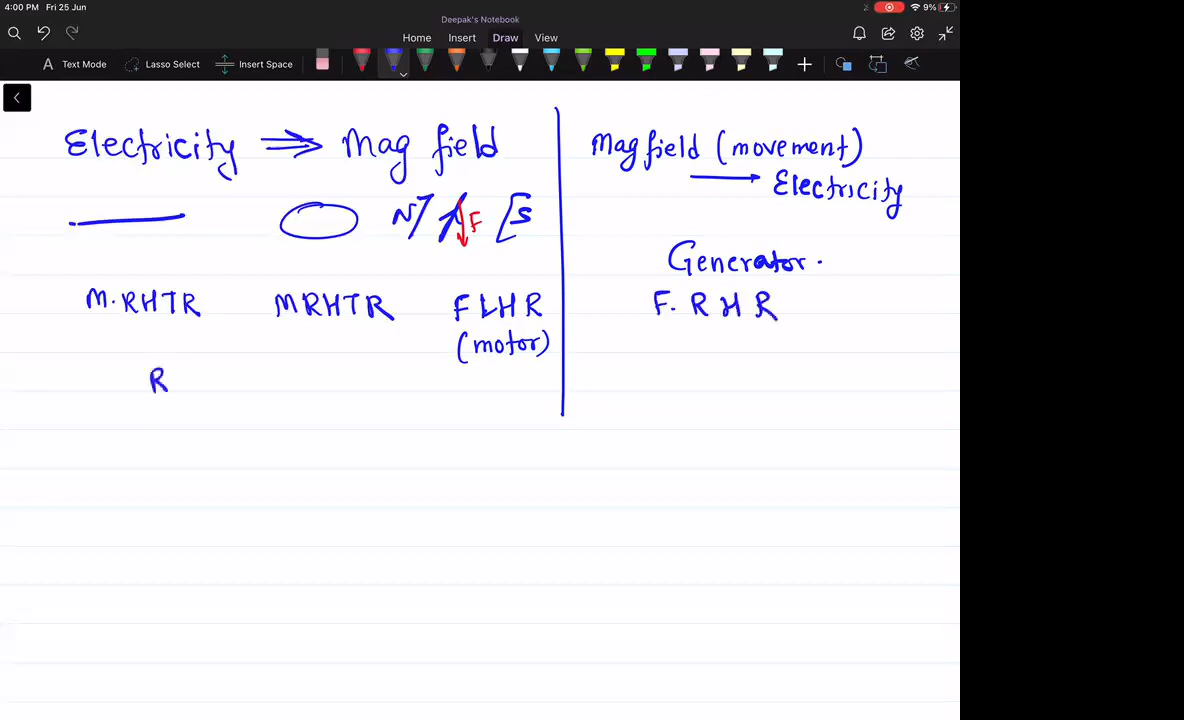 4:00 PM Fri 25 Jun
9%
Deepak's Notebook
Home Insert Draw View
Text Mode Lasso Select Insert Space
Electricity ⇒ Mag field
N F S
M. RHTR MRHTR FLHR
(motor)
R
Mag field (movement)
→ Electricity
Generator.
F. R H R